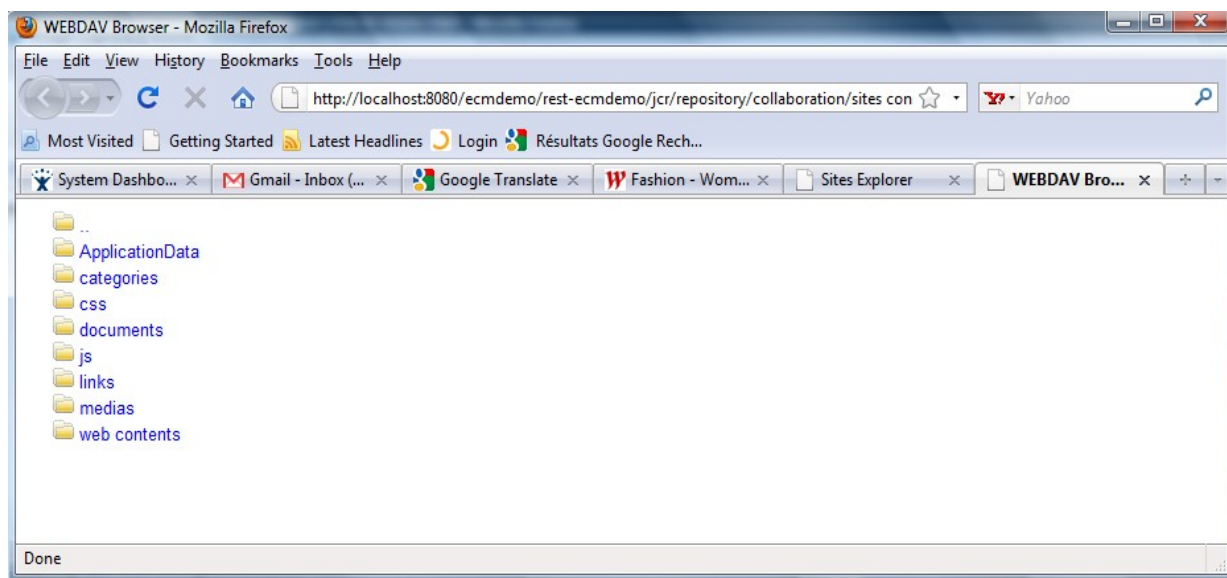 WEBDAV Browser - Mozilla Firefox
File Edit View History Bookmarks Tools Help
http://localhost:8080/ecmdemo/rest-ecmdemo/jcr/repository/collaboration/sites con Yahoo
Most Visited Getting Started Latest Headlines Login Résultats Google Rech...
System Dashbo... Gmail - Inbox (... Google Translate Fashion - Wom... Sites Explorer WEBDAV Bro...
..
ApplicationData
categories
css
documents
js
links
medias
web contents
Done